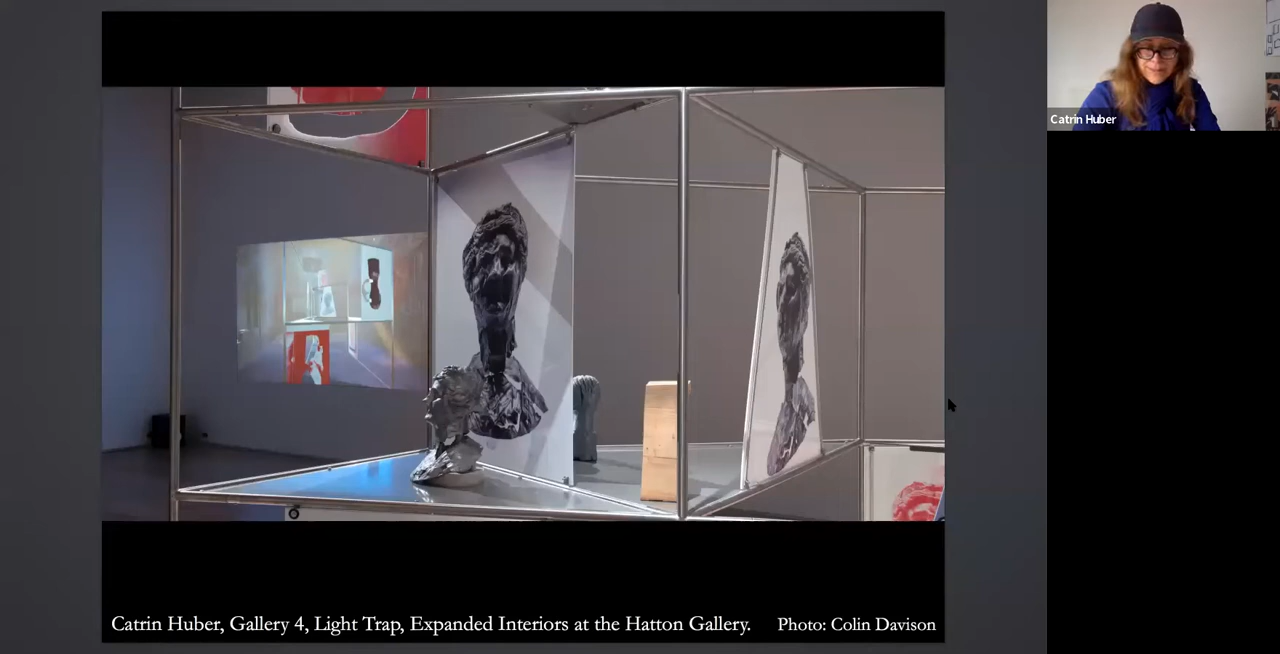 Catrin Huber
Catrin Huber, Gallery 4, Light Trap, Expanded Interiors at the Hatton Gallery. Photo: Colin Davison